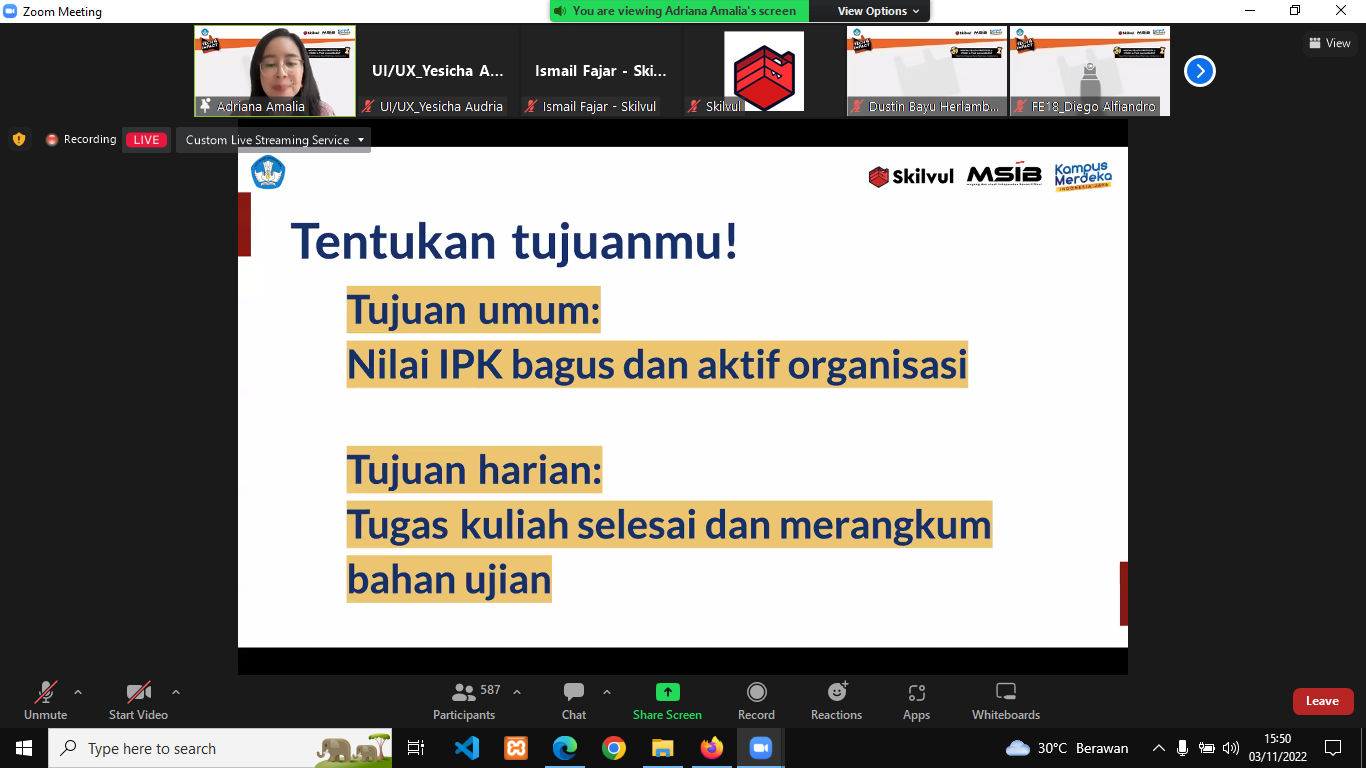 Zoom Meeting
You are viewing Adriana Amalia's screen
View Options
Adriana Amalia
UI/UX_Yesicha A...
UI/UX_Yesicha Audria
Ismail Fajar - Ski...
Ismail Fajar - Skilvul
Skilvul
Dustin Bayu Herlamb...
FE18_Diego Alfiandro
View
Recording
LIVE
Custom Live Streaming Service
Skilvul
MSIB
Kampus
Merdeka
INDONESIA JAYA
Tentukan tujuanmu!
Tujuan umum:
Nilai IPK bagus dan aktif organisasi
Tujuan harian:
Tugas kuliah selesai dan merangkum
bahan ujian
Unmute
Start Video
587
Participants
Chat
Share Screen
Record
Reactions
Apps
Whiteboards
Leave
Type here to search
30°C Berawan
15:50
03/11/2022